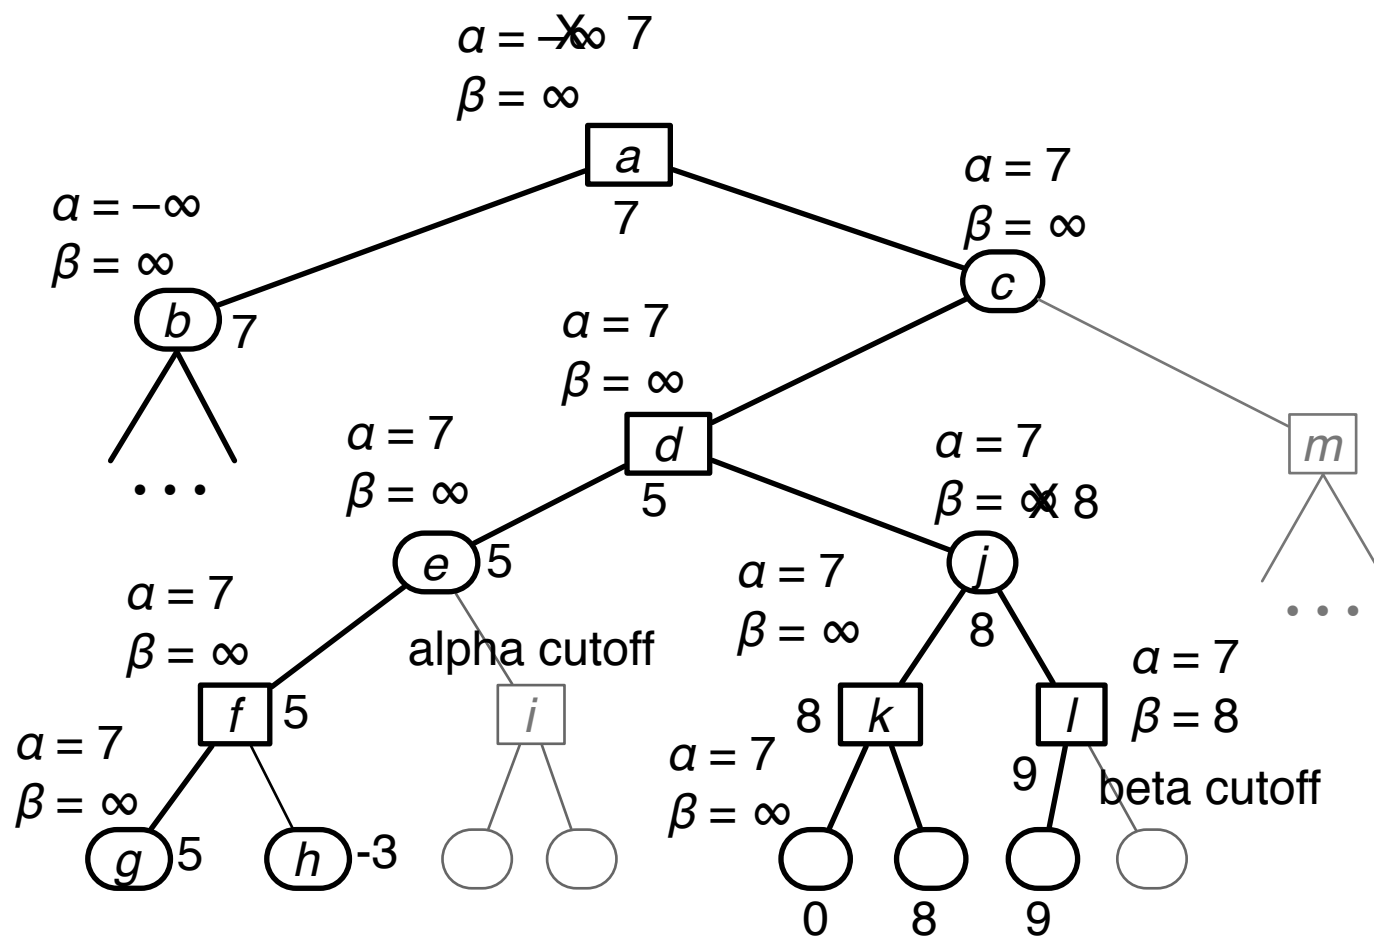 α = –∞ 7
β = ∞
a
7
α = –∞
β = ∞
b
7
...
α = 7
β = ∞
c
α = 7
β = ∞
d
5
m
...
α = 7
β = ∞
e
5
α = 7
β = ∞ 8
j
8
α = 7
β = ∞
f
5
alpha cutoff
i
α = 7
β = ∞
8
k
l
α = 7
β = 8
9
beta cutoff
α = 7
β = ∞
g
5
h
-3
α = 7
β = ∞
0
8
9